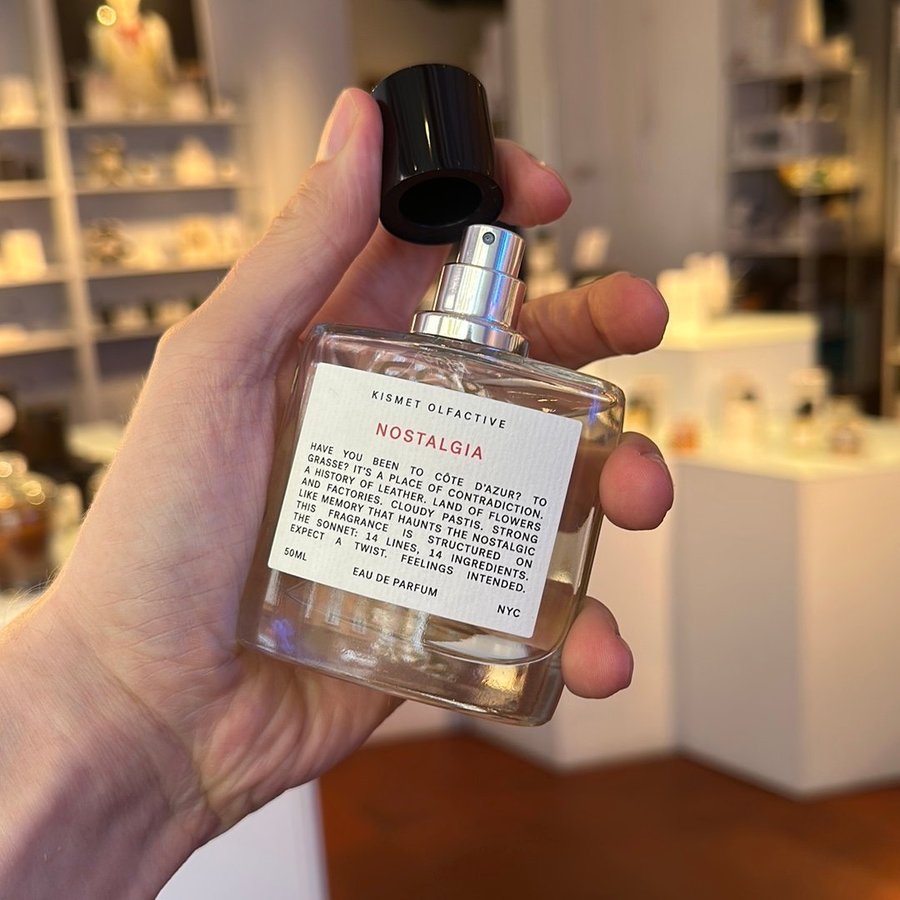 KISMET OLFACTIVE
NOSTALGIA
HAVE YOU BEEN TO CÔTE D'AZUR? TO
GRASSE? IT'S A PLACE OF CONTRADICTION.
A HISTORY OF LEATHER. LAND OF FLOWERS
AND FACTORIES. CLOUDY PASTIS. STRONG
LIKE MEMORY THAT HAUNTS THE NOSTALGIC
THIS FRAGRANCE IS STRUCTURED ON
THE SONNET: 14 LINES, 14 INGREDIENTS.
EXPECT A TWIST. FEELINGS INTENDED.
50ML
EAU DE PARFUM
NYC